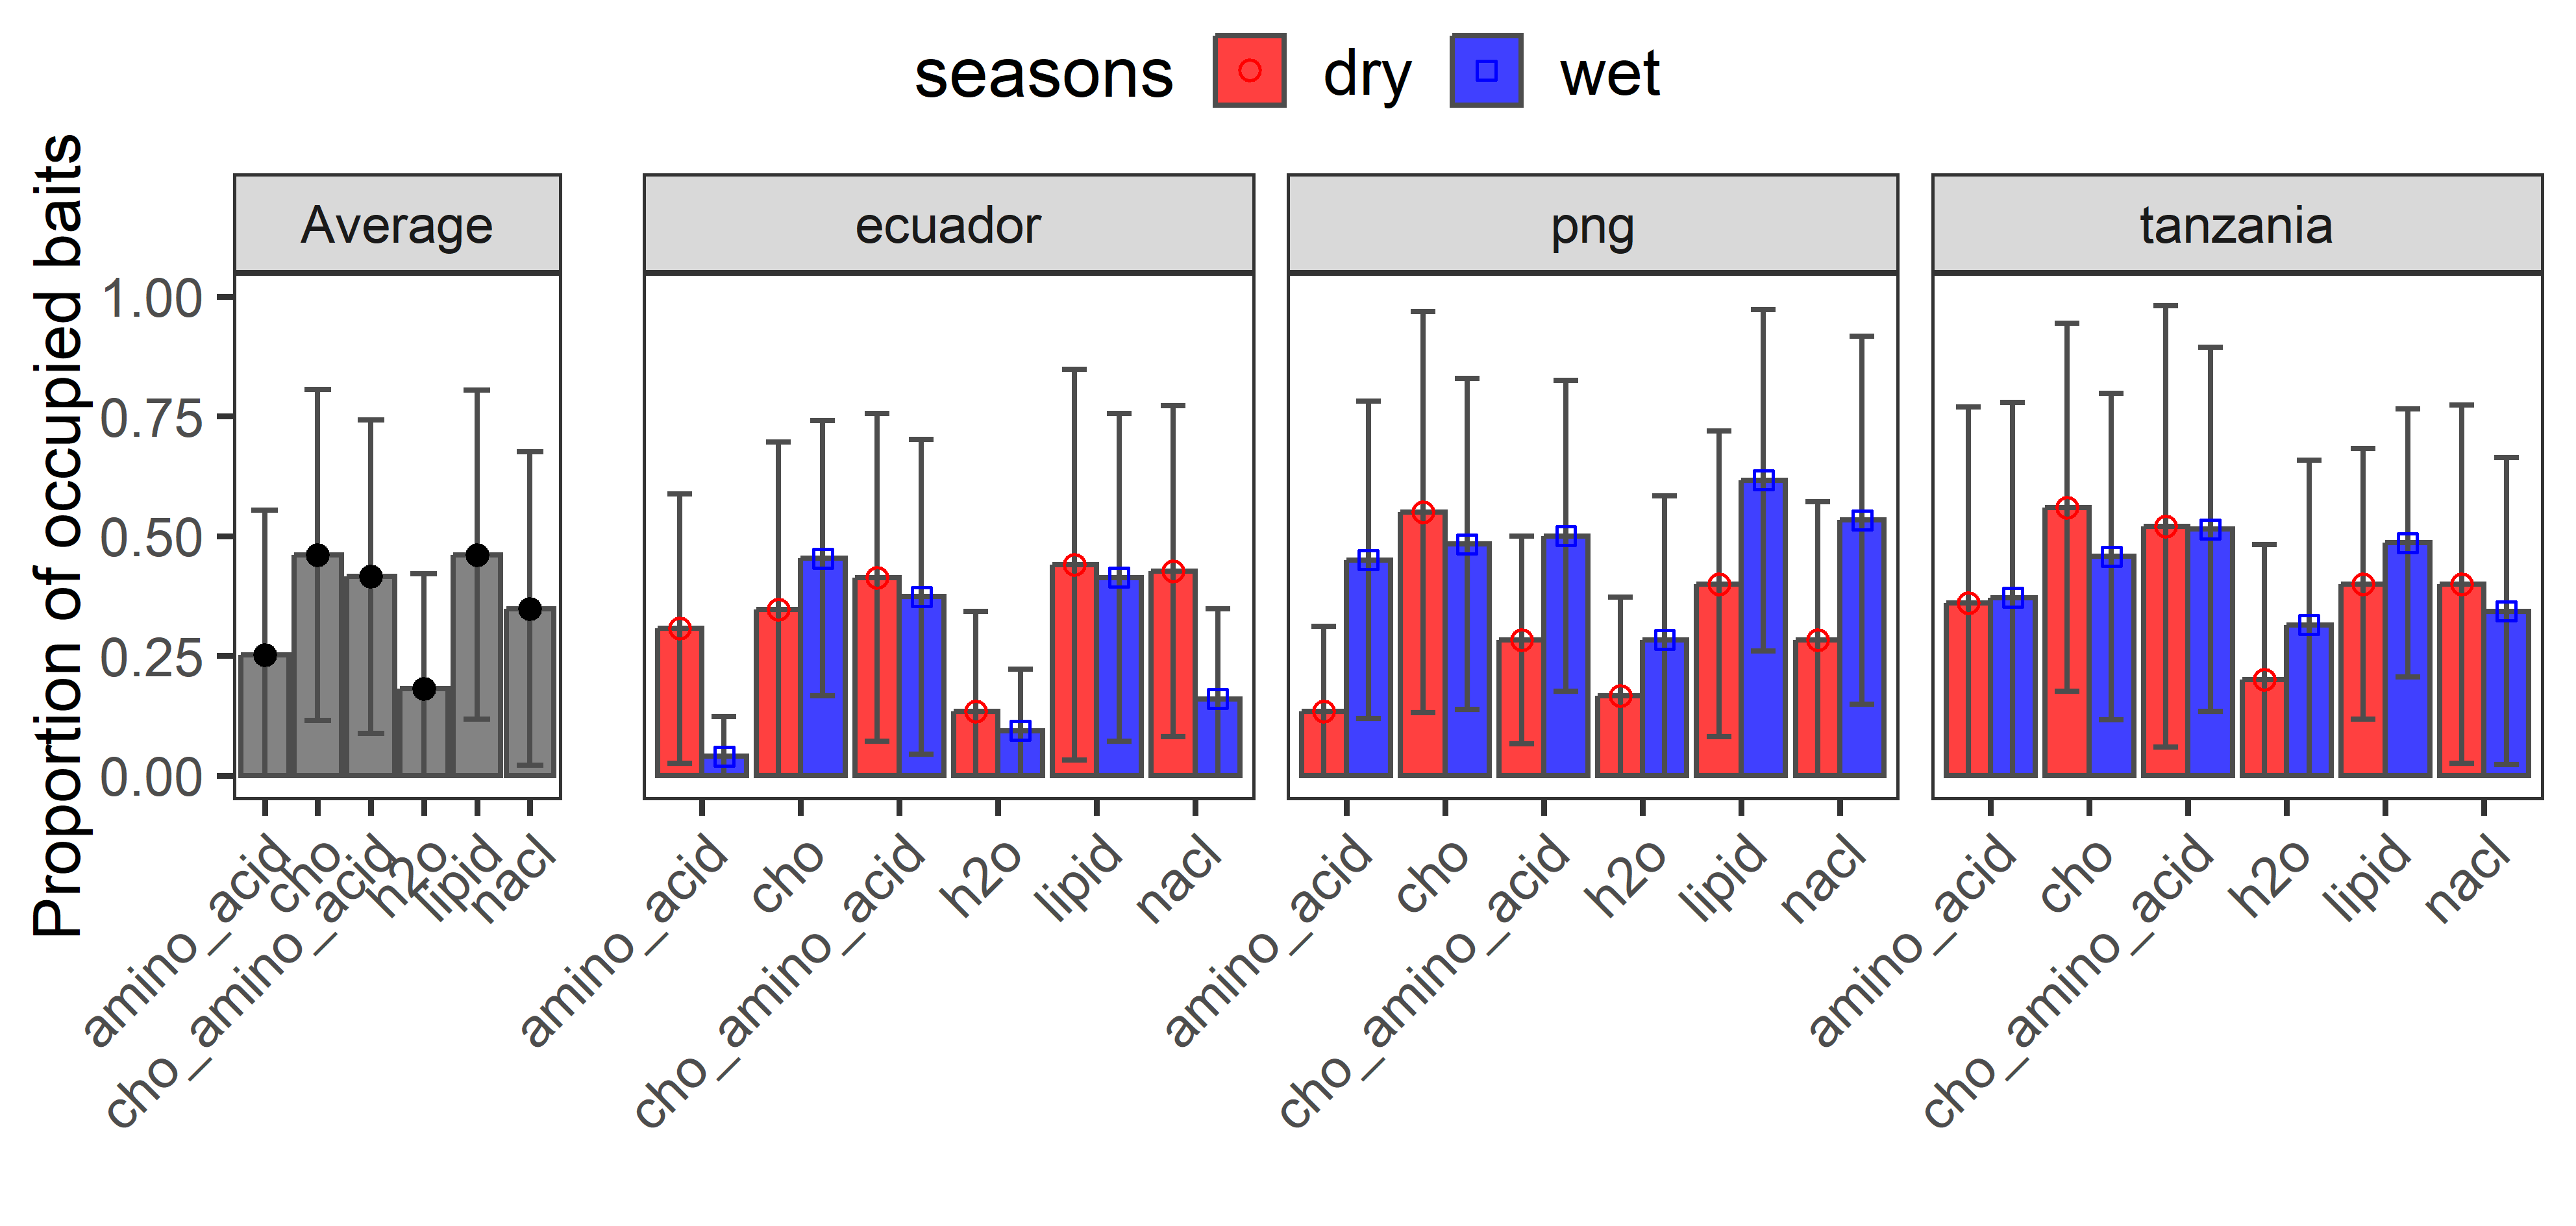 seasons dry wet
Proportion of occupied baits
Average ecuador png tanzania
1.00
0.75
0.50
0.25
0.00
amino_acid cho cho_amino_acid h2o lipid nacl
amino_acid cho cho_amino_acid h2o lipid nacl
amino_acid cho cho_amino_acid h2o lipid nacl
amino_acid cho cho_amino_acid h2o lipid nacl